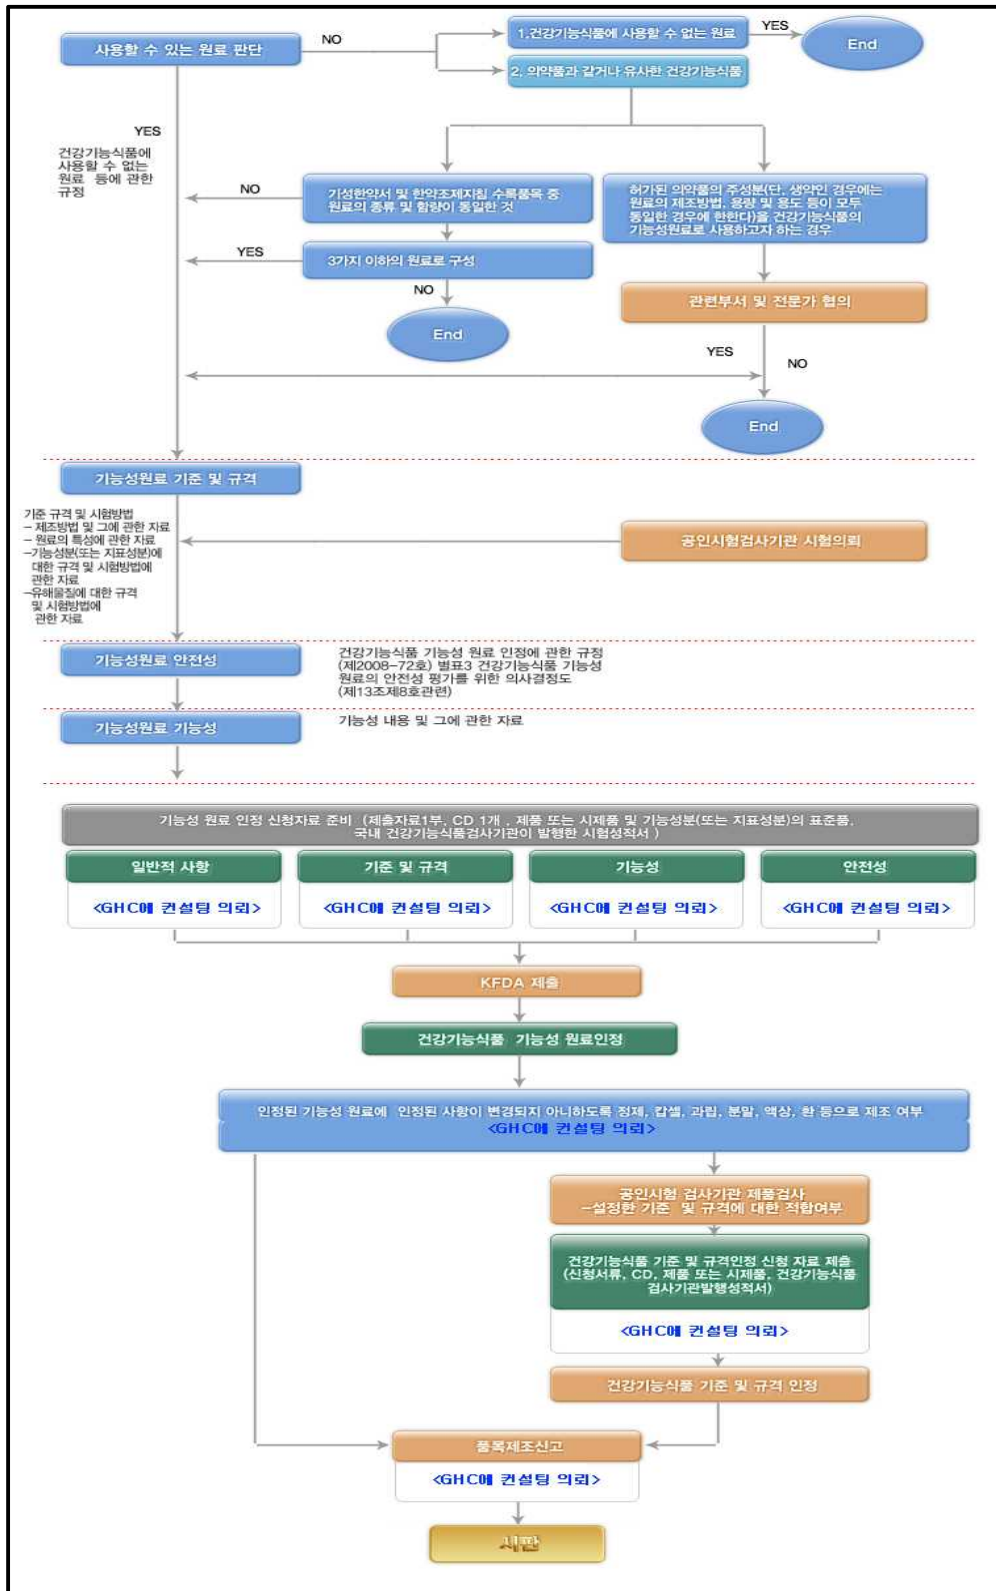 사용할 수 있는 원료 판단
NO
1.건강기능식품에 사용할 수 없는 원료
YES
End
2. 의약품과 같거나 유사한 건강기능식품
YES
건강기능식품에
사용할 수 없는
원료 등에 관한
규정
NO
기성한약서 및 한약조제지침 수록품목 중
원료의 종류 및 함량이 동일한 것
허가된 의약품의 주성분(단, 생약인 경우에는
원료의 제조방법, 용량 및 용도 등이 모두
동일한 경우에 한한다)을 건강기능식품의
기능성원료로 사용하고자 하는 경우
YES
3가지 이하의 원료로 구성
NO
End
관련부서 및 전문가 협의
YES
NO
End
기능성원료 기준 및 규격
기준 규격 및 시험방법
– 제조방법 및 그에 관한 자료
– 원료의 특성에 관한 자료
–기능성분(또는 지표성분)에
대한 규격 및 시험방법에
관한 자료
–유해물질에 대한 규격
및 시험방법에
관한 자료
공인시험검사기관 시험의뢰
기능성원료 안전성
건강기능식품 기능성 원료 인정에 관한 규정
(제2008–72호) 별표3 건강기능식품 기능성
원료의 안전성 평가를 위한 의사결정도
(제13조제8호관련)
기능성원료 기능성
기능성 내용 및 그에 관한 자료
기능성 원료 인정 신청자료 준비 (제출자료1부, CD 1개 , 제품 또는 시제품 및 기능성분(또는 지표성분)의 표준품,
국내 건강기능식품검사기관이 발행한 시험성적서 )
일반적 사항
기준 및 규격
기능성
안전성
<GHC에 컨설팅 의뢰>
<GHC에 컨설팅 의뢰>
<GHC에 컨설팅 의뢰>
<GHC에 컨설팅 의뢰>
KFDA 제출
건강기능식품 기능성 원료인정
인정된 기능성 원료에 인정된 사항이 변경되지 아니하도록 정제, 캅셀, 과립, 분말, 액상, 환 등으로 제조 여부
<GHC에 컨설팅 의뢰>
공인시험 검사기관 제품검사
–설정한 기준 및 규격에 대한 적합여부
건강기능식품 기준 및 규격인정 신청 자료 제출
(신청서류, CD, 제품 또는 시제품, 건강기능식품
검사기관발행성적서)
<GHC에 컨설팅 의뢰>
건강기능식품 기준 및 규격 인정
품목제조신고
<GHC에 컨설팅 의뢰>
시판